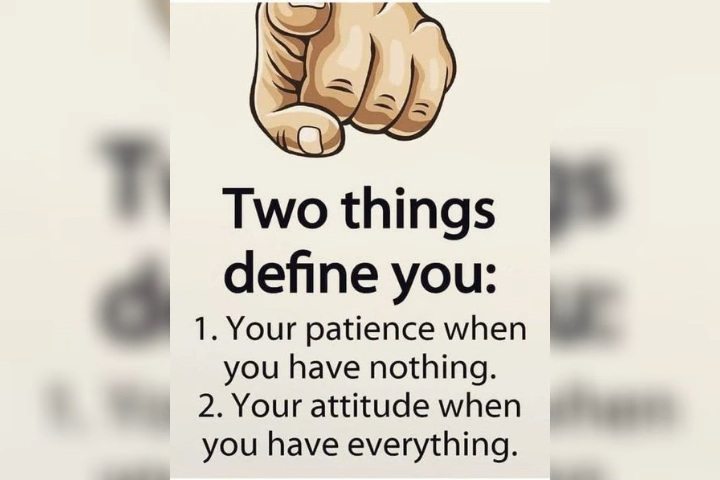 Two things
define you:
1. Your patience when
you have nothing.
2. Your attitude when
you have everything.